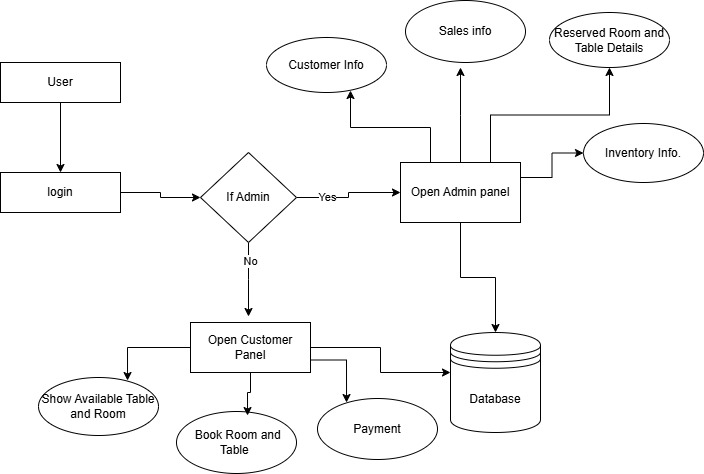 Sales info
Reserved Room and
Table Details
Customer Info
User
Inventory Info.
login
If Admin
Yes
Open Admin panel
No
Open Customer
Panel
Show Available Table
and Room
Database
Payment
Book Room and
Table